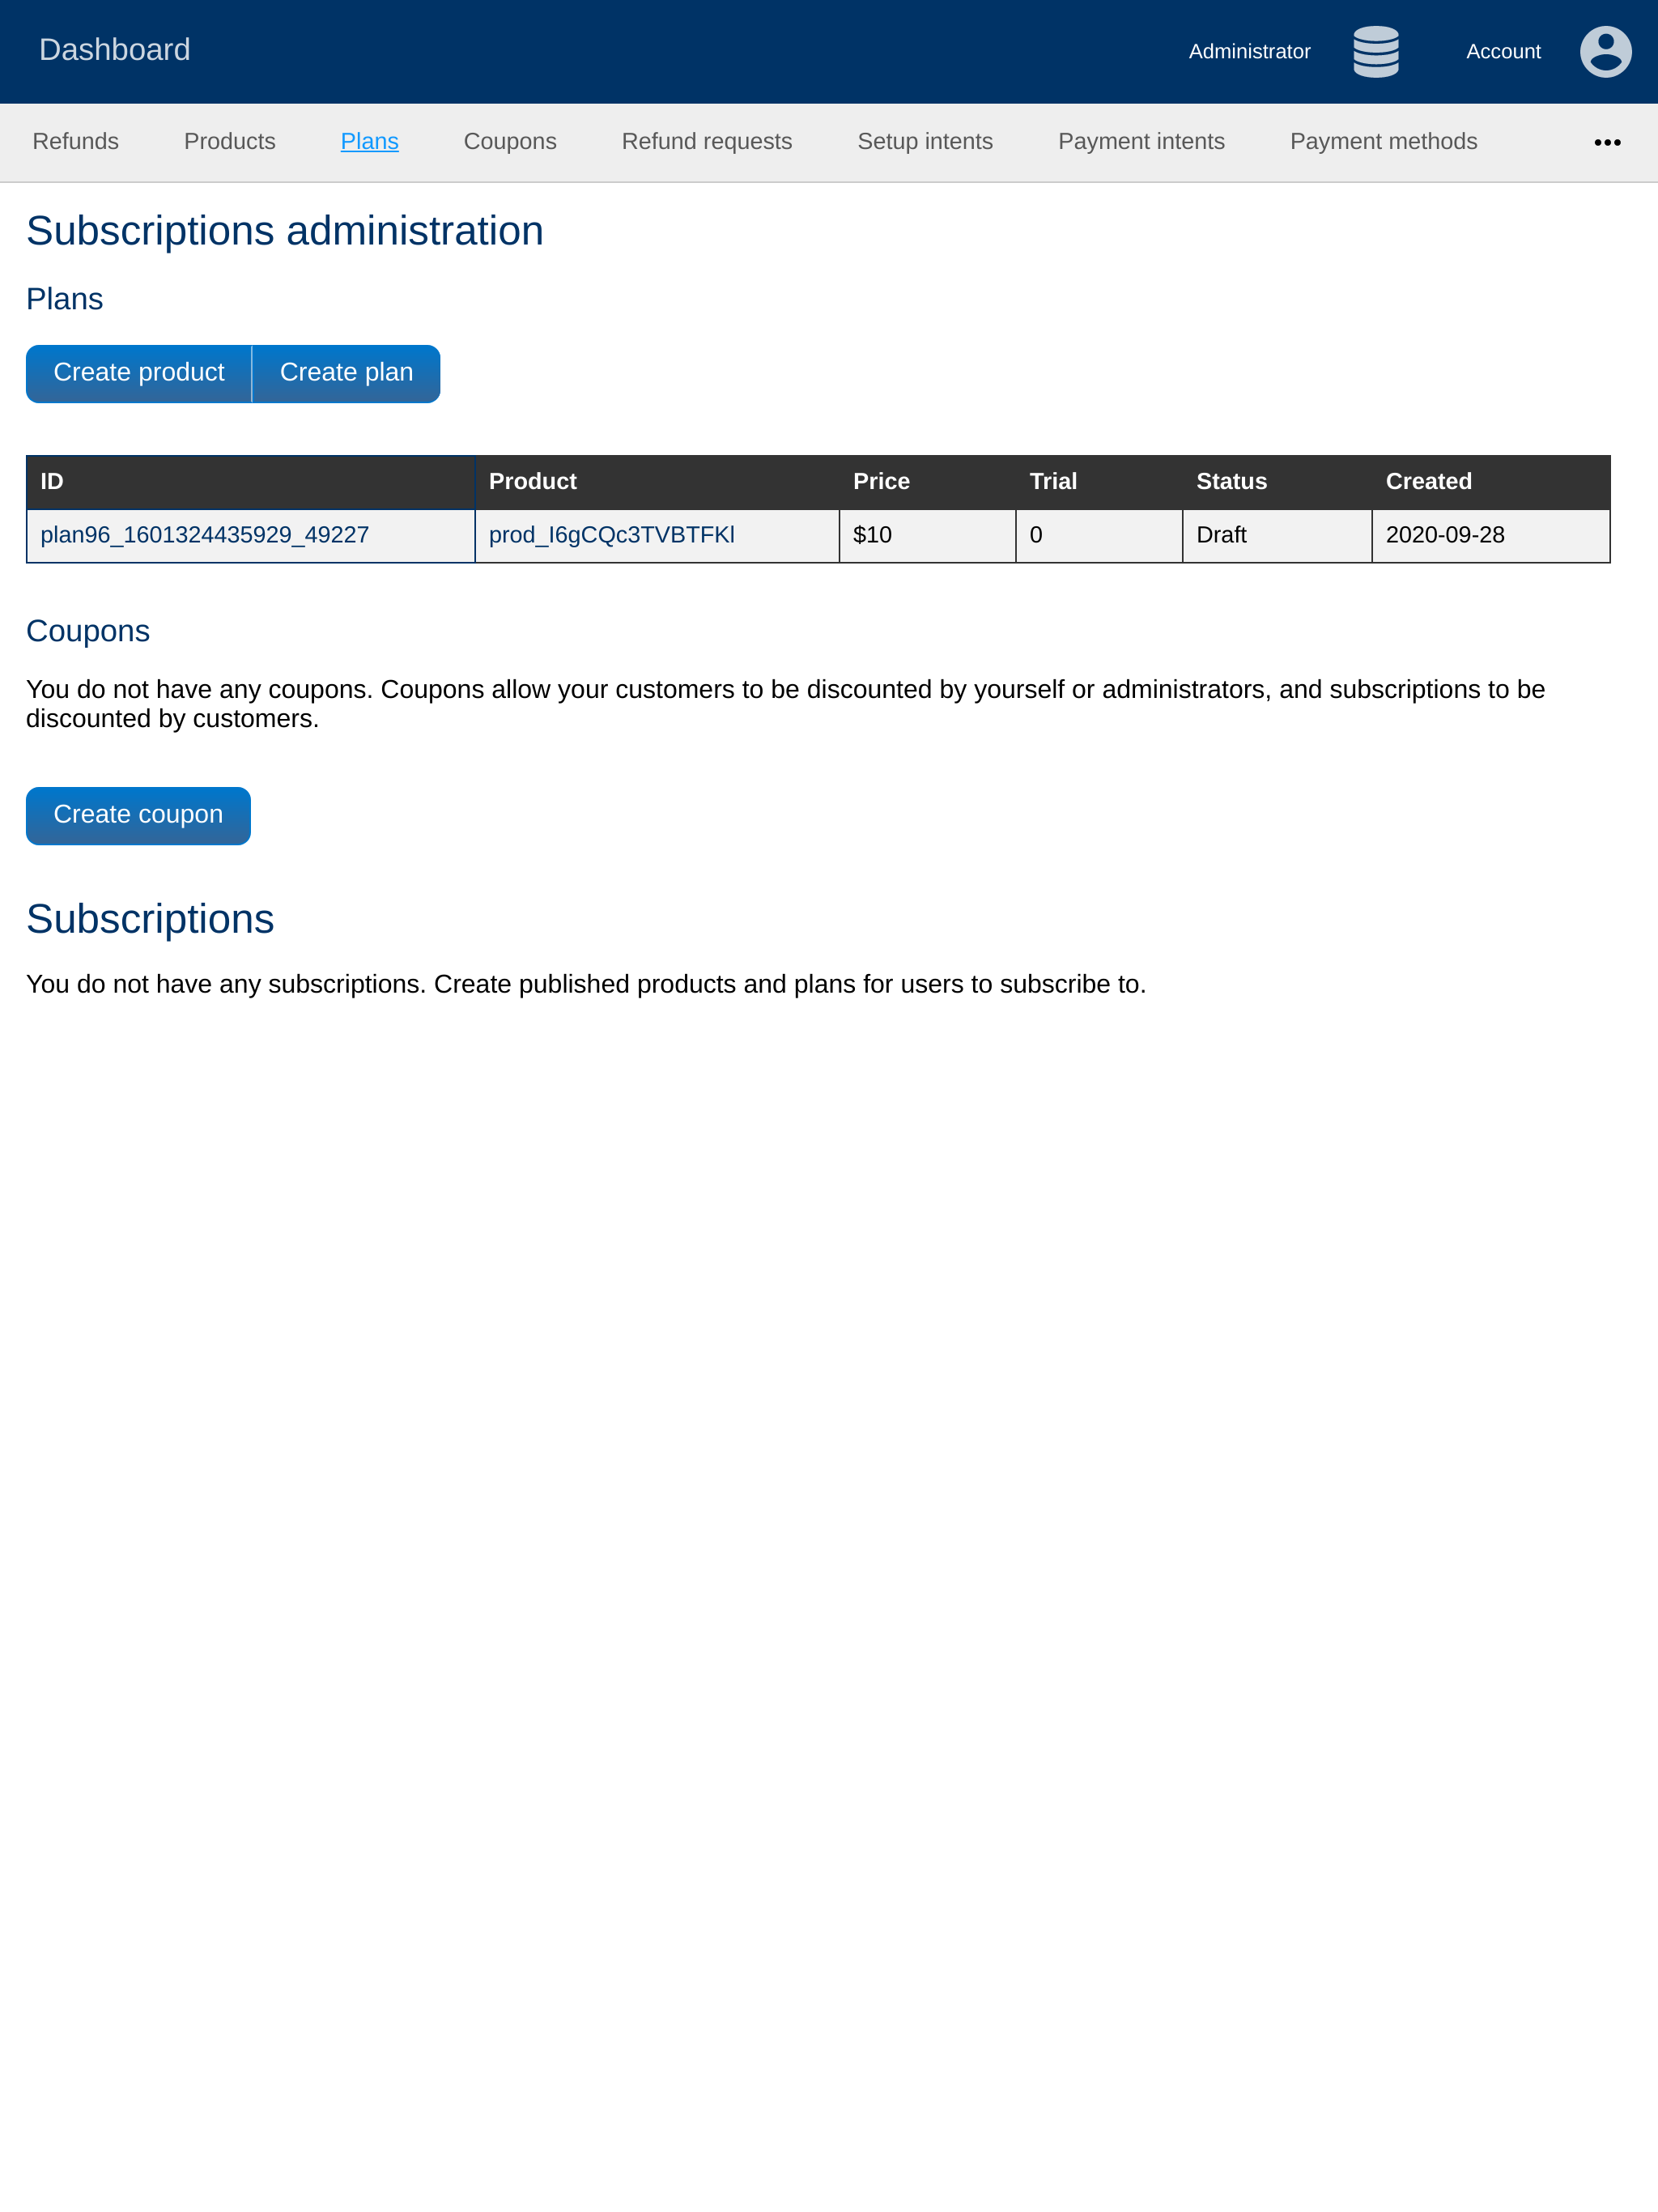 Dashboard Administrator Account
Refunds Products Plans Coupons Refund requests Setup intents Payment intents Payment methods •••
Subscriptions administration
Plans
Create product Create plan
ID Product Price Trial Status Created
plan96_1601324435929_49227 prod_I6gCQc3TVBTFKl $10 0 Draft 2020-09-28
Coupons
You do not have any coupons. Coupons allow your customers to be discounted by yourself or administrators, and subscriptions to be
discounted by customers.
Create coupon
Subscriptions
You do not have any subscriptions. Create published products and plans for users to subscribe to.